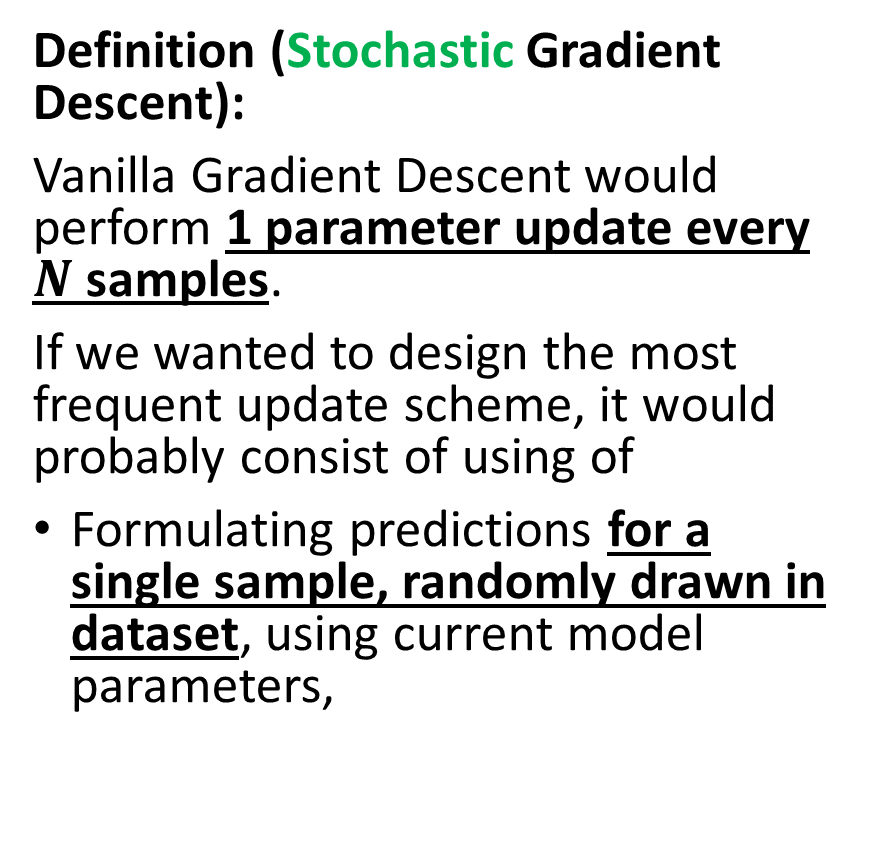 Definition (Stochastic Gradient
Descent):
Vanilla Gradient Descent would
perform 1 parameter update every
N samples.
If we wanted to design the most
frequent update scheme, it would
probably consist of using of
• Formulating predictions for a
single sample, randomly drawn in
dataset, using current model
parameters,